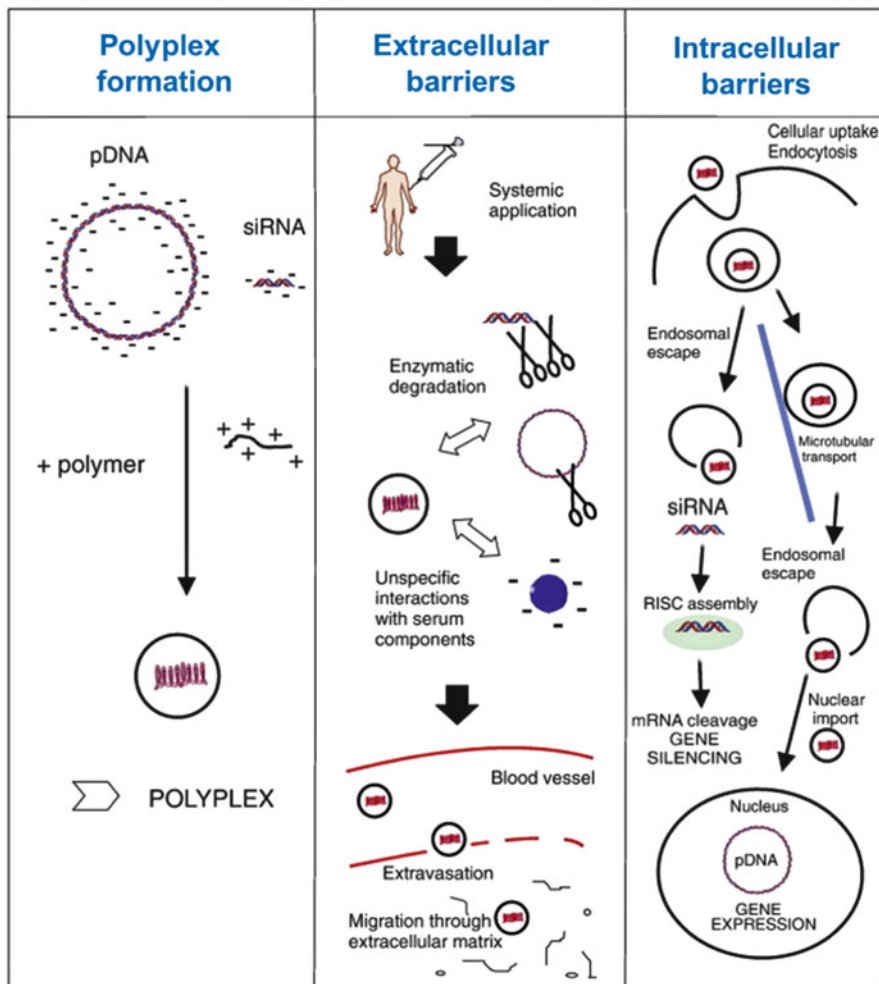 Polyplex
formation
pDNA
siRNA
+ polymer
POLYPLEX
Extracellular
barriers
Systemic
application
Enzymatic
degradation
Unspecific
interactions
with serum
components
Blood vessel
Extravasation
Migration through
extracellular matrix
Intracellular
barriers
Cellular uptake
Endocytosis
Endosomal
escape
Microtubular
transport
siRNA
Endosomal
escape
RISC assembly
mRNA cleavage
GENE
SILENCING
Nuclear
import
Nucleus
pDNA
GENE
EXPRESSION